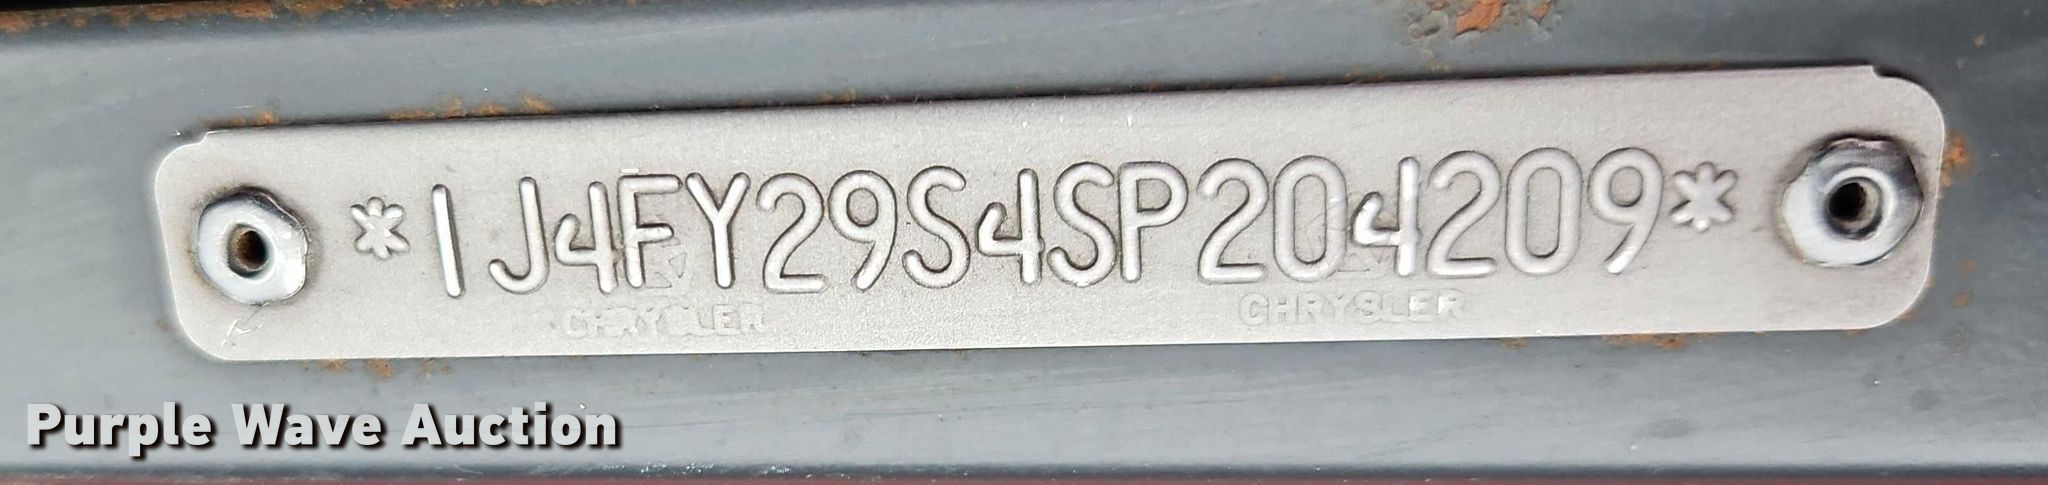 *1J4FY29S4SP204209*
CHRYSLER CHRYSLER
Purple Wave Auction